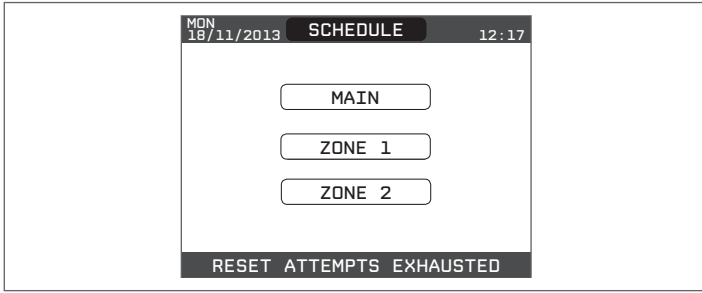 MON
18/11/2013 SCHEDULE 12:17
MAIN
ZONE 1
ZONE 2
RESET ATTEMPTS EXHAUSTED